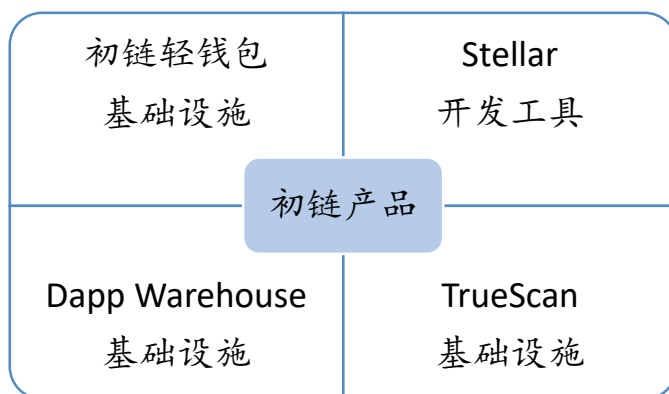 初链轻钱包
基础设施
Stellar
开发工具
初链产品
Dapp Warehouse
基础设施
TrueScan
基础设施